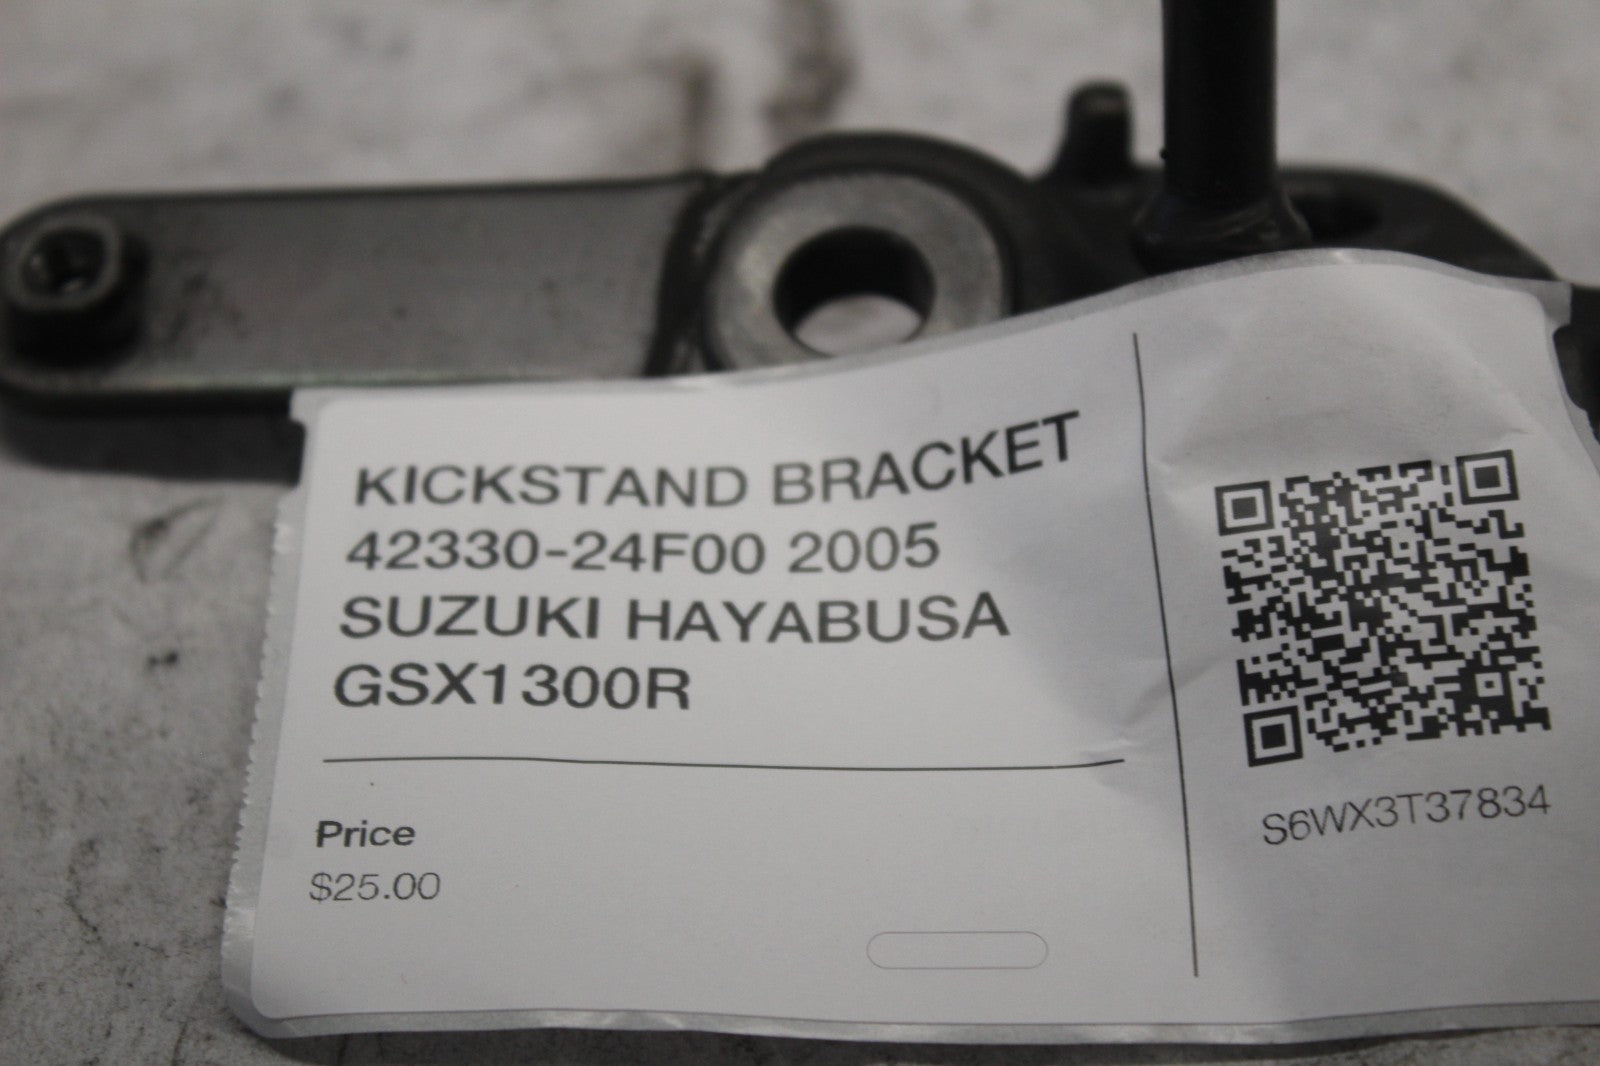 KICKSTAND BRACKET
42330-24F00 2005
SUZUKI HAYABUSA
GSX1300R
Price
$25.00
S6WX3T37834